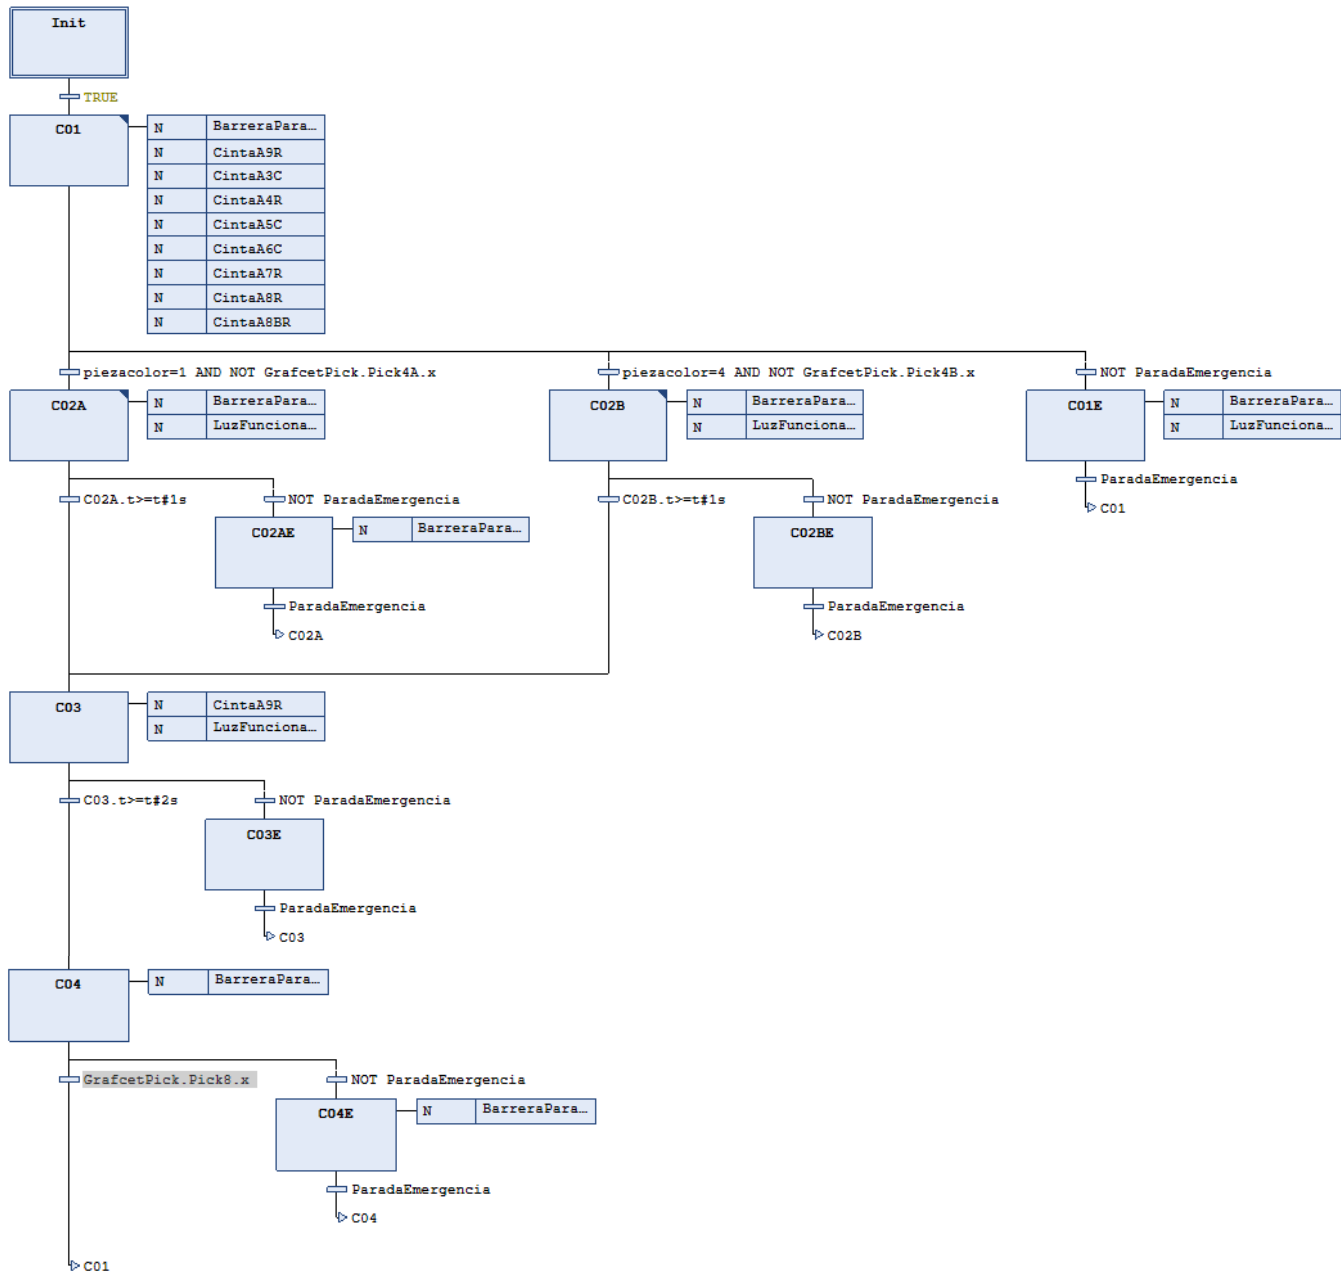 Init
TRUE
C01
N BarreraPara…
N CintaA9R
N CintaA3C
N CintaA4R
N CintaA5C
N CintaA6C
N CintaA7R
N CintaA8R
N CintaA8BR
piezacolor=1 AND NOT GrafcetPick.Pick4A.x
piezacolor=4 AND NOT GrafcetPick.Pick4B.x
NOT ParadaEmergencia
C02A
N BarreraPara…
N LuzFunciona…
C02B
N BarreraPara…
N LuzFunciona…
C01E
N BarreraPara…
N LuzFunciona…
ParadaEmergencia
C01
C02A.t>=t#1s
NOT ParadaEmergencia
C02B.t>=t#1s
NOT ParadaEmergencia
C02AE
N BarreraPara…
C02BE
ParadaEmergencia
C02A
ParadaEmergencia
C02B
C03
N CintaA9R
N LuzFunciona…
C03.t>=t#2s
NOT ParadaEmergencia
C03E
ParadaEmergencia
C03
C04
N BarreraPara…
GrafcetPick.Pick8.x
NOT ParadaEmergencia
C04E
N BarreraPara…
ParadaEmergencia
C04
C01